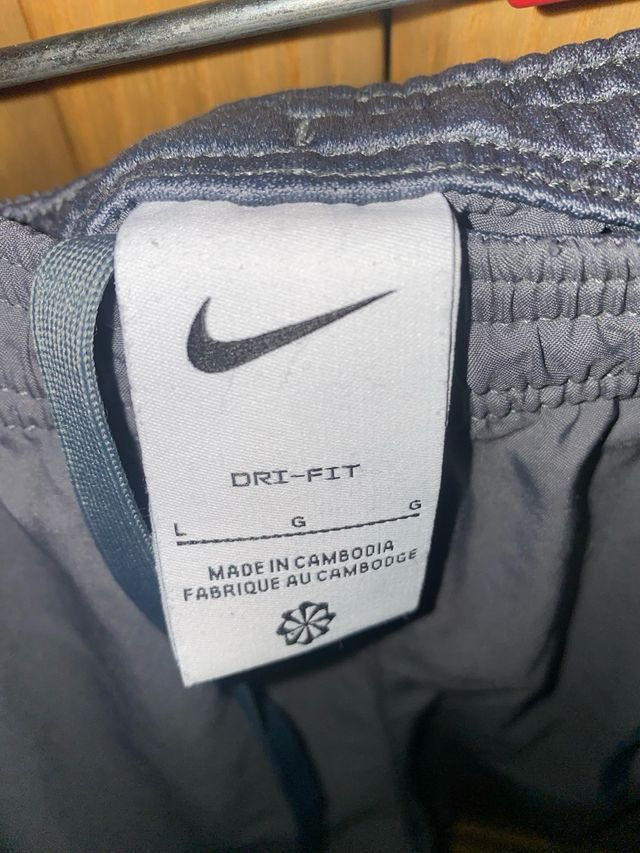 DRI-FIT
L G G
MADE IN CAMBODIA
FABRIQUE AU CAMBODGE